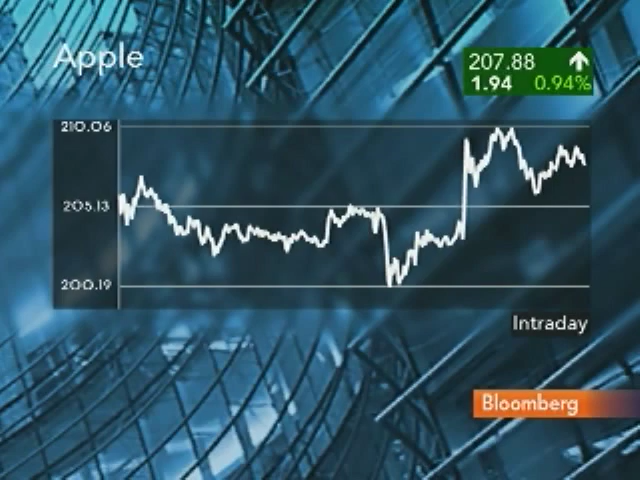 Apple
207.88
1.94 0.94%
210.06
205.13
200.19
Intraday
Bloomberg